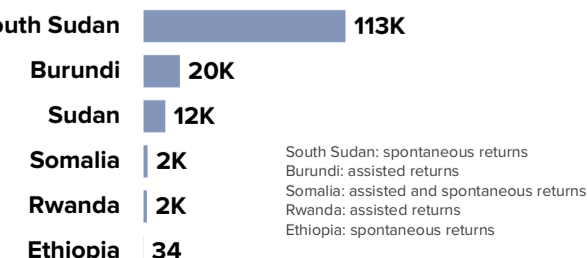 outh Sudan 113K
Burundi 20K
Sudan 12K
Somalia 2K
Rwanda 2K
Ethiopia 34
South Sudan: spontaneous returns
Burundi: assisted returns
Somalia: assisted and spontaneous returns
Rwanda: assisted returns
Ethiopia: spontaneous returns